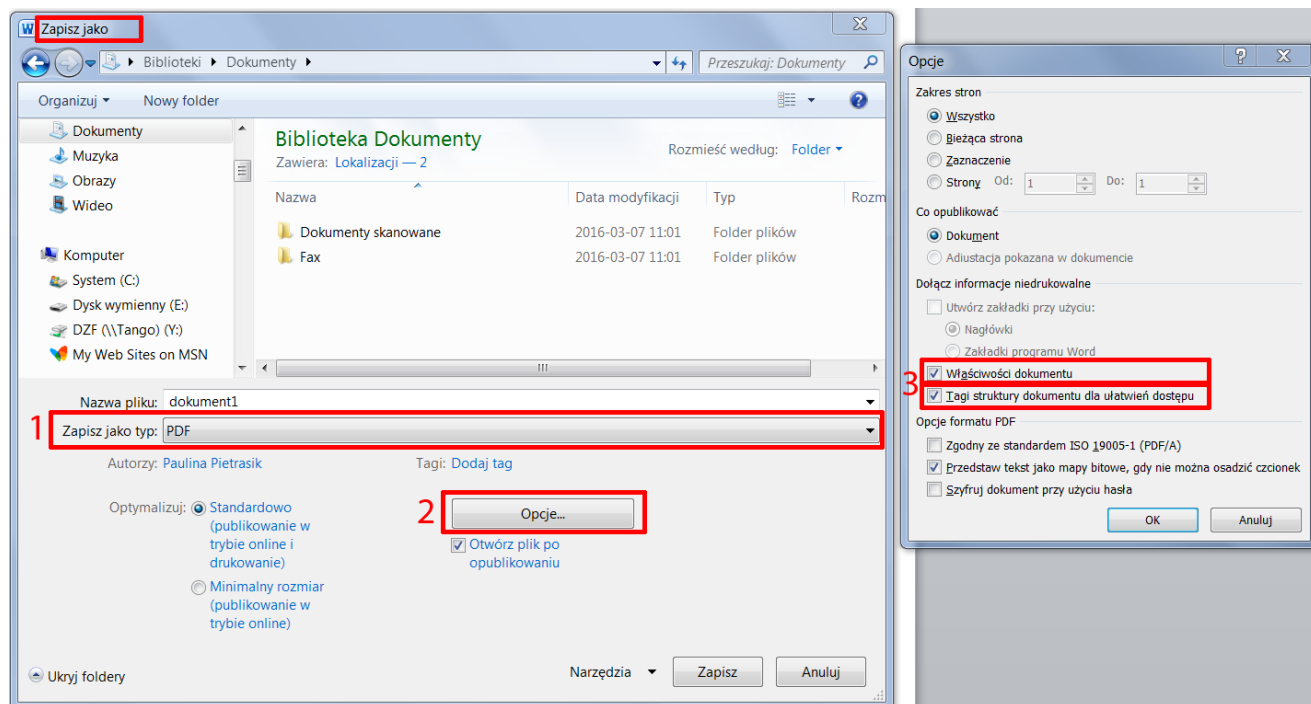 Zapisz jako
Biblioteki ▸ Dokumenty ▸
Przeszukaj: Dokumenty
Organizuj
Nowy folder
Dokumenty
Muzyka
Obrazy
Wideo
Komputer
System (C:)
Dysk wymienny (E:)
DZF (\\Tango) (Y:)
My Web Sites on MSN
Biblioteka Dokumenty
Zawiera: Lokalizacji — 2
Rozmieść według: Folder
Nazwa Data modyfikacji Typ Rozm
Dokumenty skanowane 2016-03-07 11:01 Folder plików
Fax 2016-03-07 11:01 Folder plików
Nazwa pliku: dokument1
1 Zapisz jako typ: PDF
Autorzy: Paulina Pietrasik Tagi: Dodaj tag
Optymalizuj: Standardowo
(publikowanie w
trybie online i
drukowanie)
Minimalny rozmiar
(publikowanie w
trybie online)
2 Opcje...
Otwórz plik po
opublikowaniu
Ukryj foldery
Narzędzia Zapisz Anuluj
Opcje
Zakres stron
Wszystko
Bieżąca strona
Zaznaczenie
Strony Od: 1 Do: 1
Co opublikować
Dokument
Adiustacja pokazana w dokumencie
Dołącz informacje niedrukowalne
Utwórz zakładki przy użyciu:
Nagłówki
Zakładki programu Word
3 Właściwości dokumentu
Tagi struktury dokumentu dla ułatwień dostępu
Opcje formatu PDF
Zgodny ze standardem ISO 19005-1 (PDF/A)
Przedstaw tekst jako mapy bitowe, gdy nie można osadzić czcionek
Szyfruj dokument przy użyciu hasła
OK Anuluj